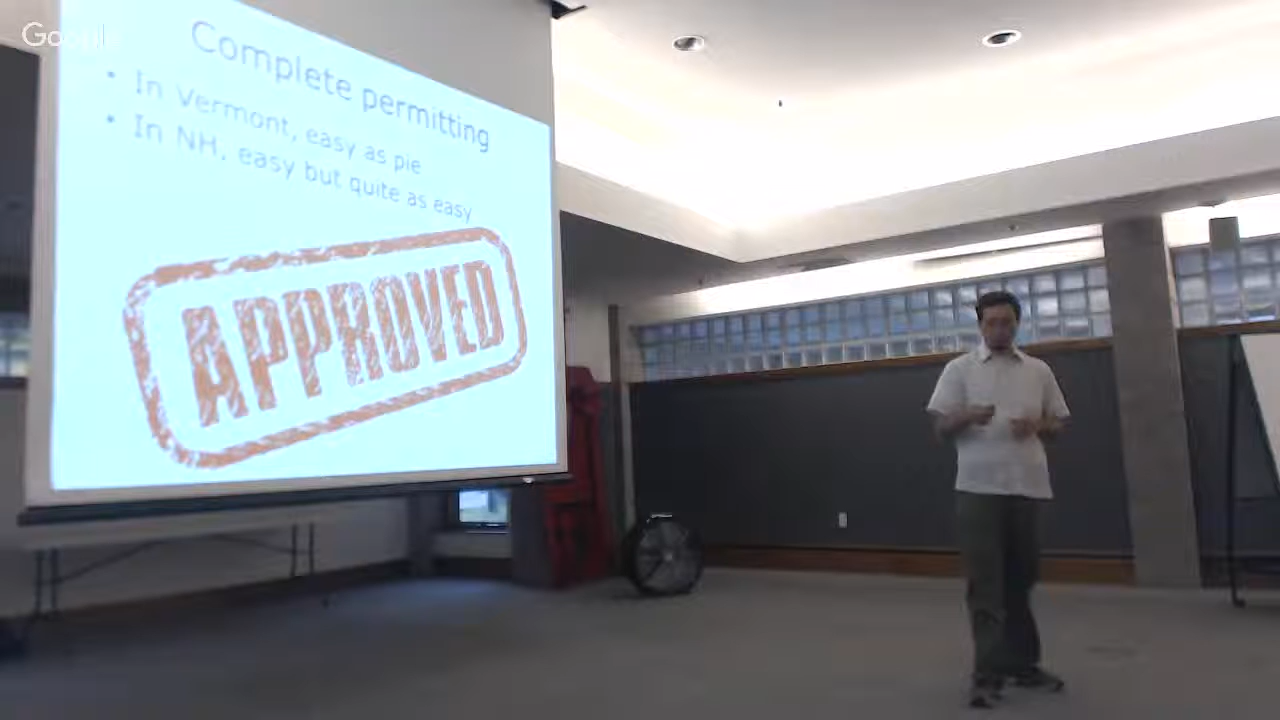 Google
Complete permitting
• In Vermont, easy as pie
• In NH, easy but quite as easy
APPROVED